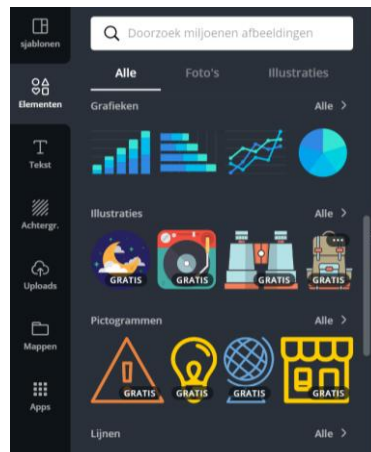 sjablonen
Elementen
Tekst
Achtergr.
Uploads
Mappen
Apps
Doorzoek miljoenen afbeeldingen
Alle Foto's Illustraties
Grafieken Alle >
Illustraties Alle >
GRATIS GRATIS GRATIS GRATIS
Pictogrammen Alle >
GRATIS GRATIS GRATIS GRATIS
Lijnen Alle >